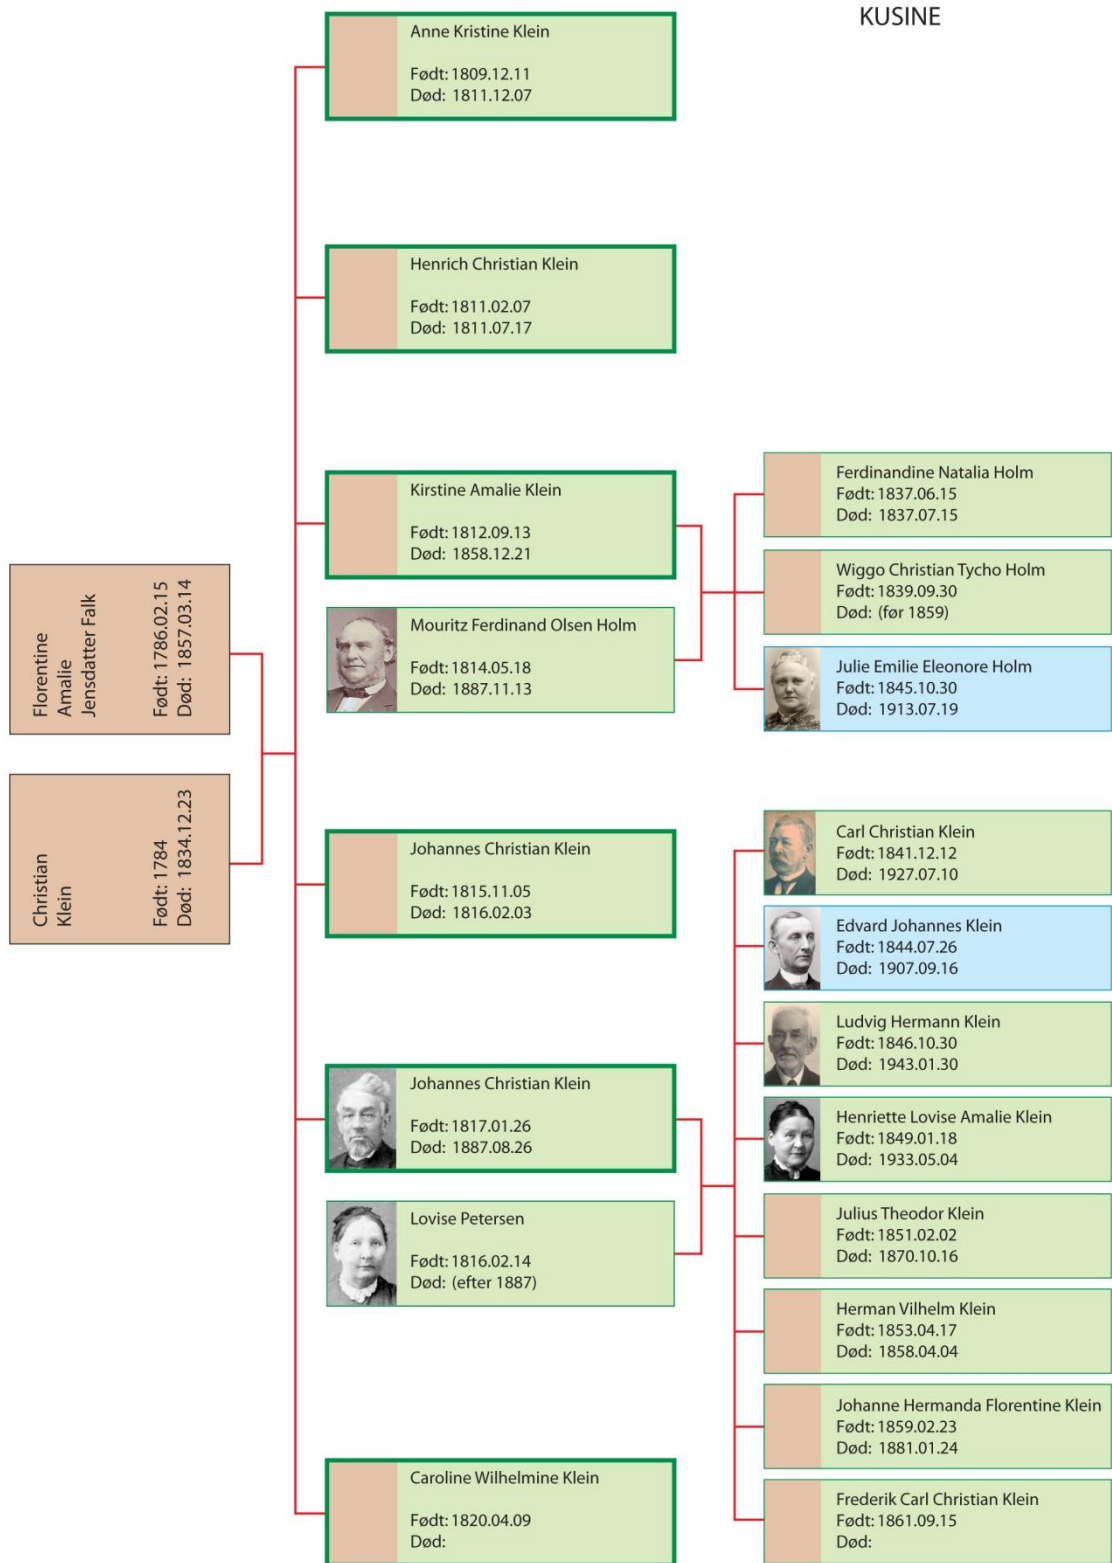 KUSINE
Florentine
Amalie
Jensdatter Falk
Født: 1786.02.15
Død: 1857.03.14
Christian
Klein
Født: 1784
Død: 1834.12.23
Anne Kristine Klein
Født: 1809.12.11
Død: 1811.12.07
Henrich Christian Klein
Født: 1811.02.07
Død: 1811.07.17
Kirstine Amalie Klein
Født: 1812.09.13
Død: 1858.12.21
Mouritz Ferdinand Olsen Holm
Født: 1814.05.18
Død: 1887.11.13
Johannes Christian Klein
Født: 1815.11.05
Død: 1816.02.03
Johannes Christian Klein
Født: 1817.01.26
Død: 1887.08.26
Lovise Petersen
Født: 1816.02.14
Død: (efter 1887)
Caroline Wilhelmine Klein
Født: 1820.04.09
Død:
Ferdinandine Natalia Holm
Født: 1837.06.15
Død: 1837.07.15
Wiggo Christian Tycho Holm
Født: 1839.09.30
Død: (før 1859)
Julie Emilie Eleonore Holm
Født: 1845.10.30
Død: 1913.07.19
Carl Christian Klein
Født: 1841.12.12
Død: 1927.07.10
Edvard Johannes Klein
Født: 1844.07.26
Død: 1907.09.16
Ludvig Hermann Klein
Født: 1846.10.30
Død: 1943.01.30
Henriette Lovise Amalie Klein
Født: 1849.01.18
Død: 1933.05.04
Julius Theodor Klein
Født: 1851.02.02
Død: 1870.10.16
Herman Vilhelm Klein
Født: 1853.04.17
Død: 1858.04.04
Johanne Hermanda Florentine Klein
Født: 1859.02.23
Død: 1881.01.24
Frederik Carl Christian Klein
Født: 1861.09.15
Død: